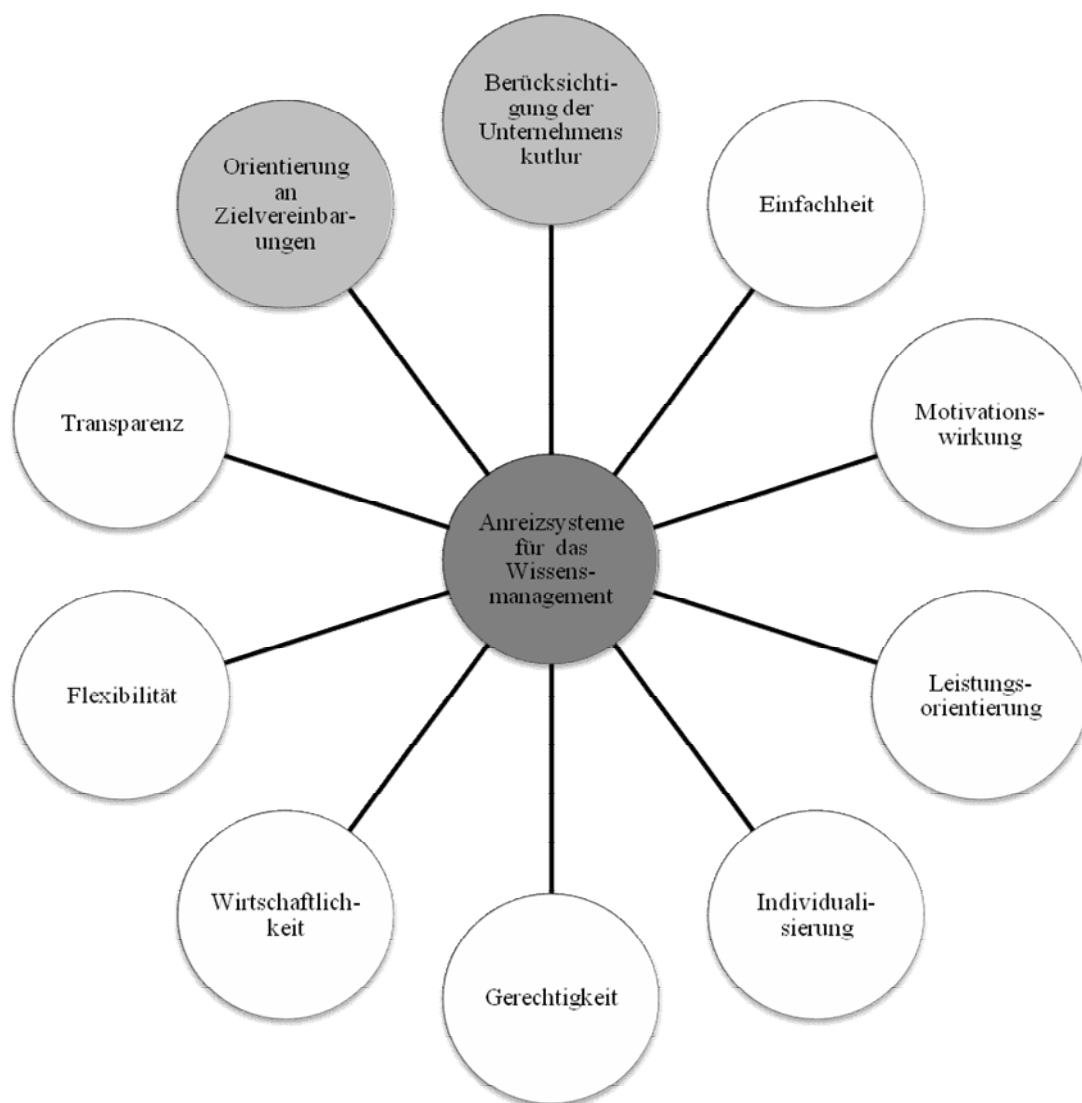 Berücksichti-
gung der
Unternehmens
kutlur
Einfachheit
Motivations-
wirkung
Leistungs-
orientierung
Individuali-
sierung
Gerechtigkeit
Wirtschaftlich-
keit
Flexibilität
Transparenz
Orientierung
an
Zielvereinbar-
ungen
Anreizsysteme
für das
Wissens-
management